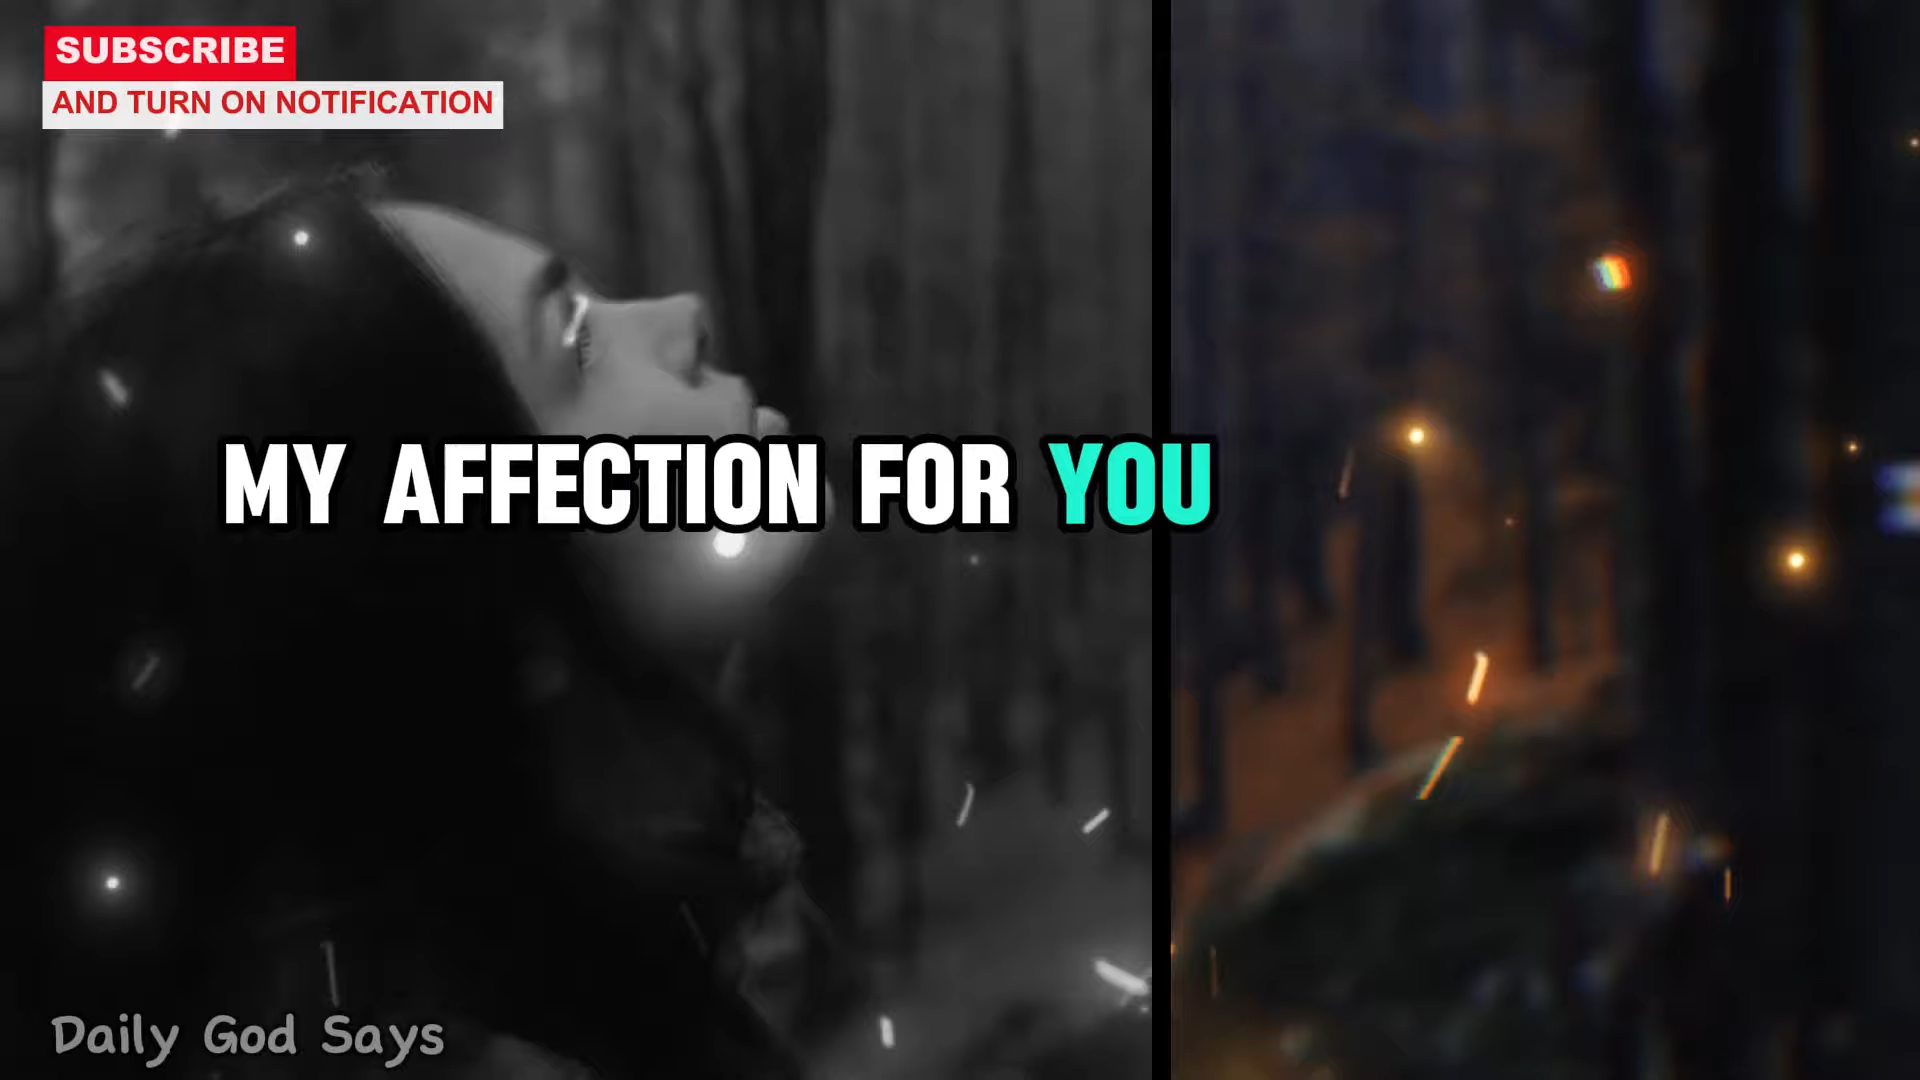 SUBSCRIBE
AND TURN ON NOTIFICATION
MY AFFECTION FOR YOU
Daily God Says